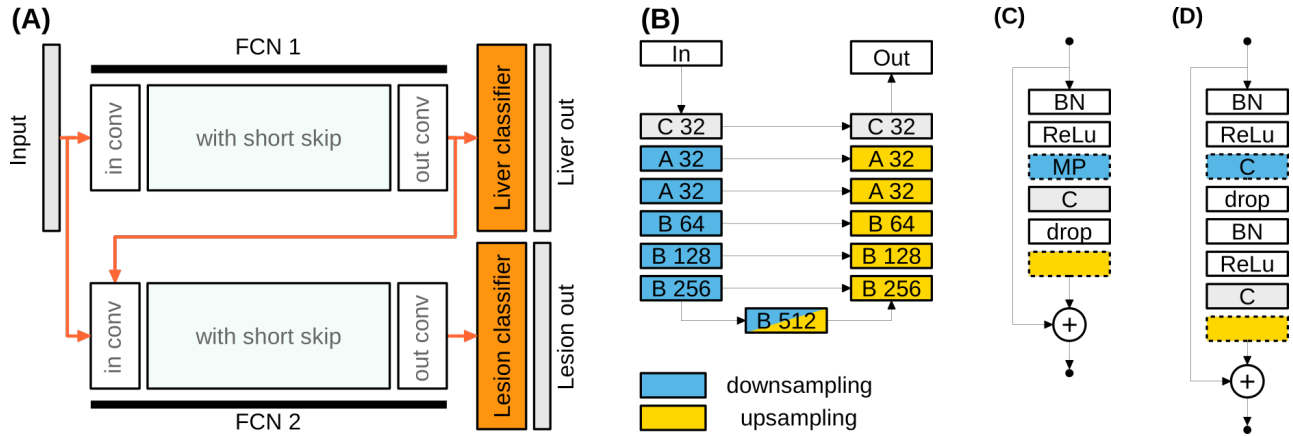 (A)
FCN 1
Input
in conv
with short skip
out conv
Liver classifier
Liver out
in conv
with short skip
out conv
Lesion classifier
Lesion out
FCN 2
(B)
In
Out
C 32
C 32
A 32
A 32
A 32
A 32
B 64
B 64
B 128
B 128
B 256
B 256
B 512
downsampling
upsampling
(C)
BN
ReLu
MP
C
drop
+
(D)
BN
ReLu
C
drop
BN
ReLu
C
+